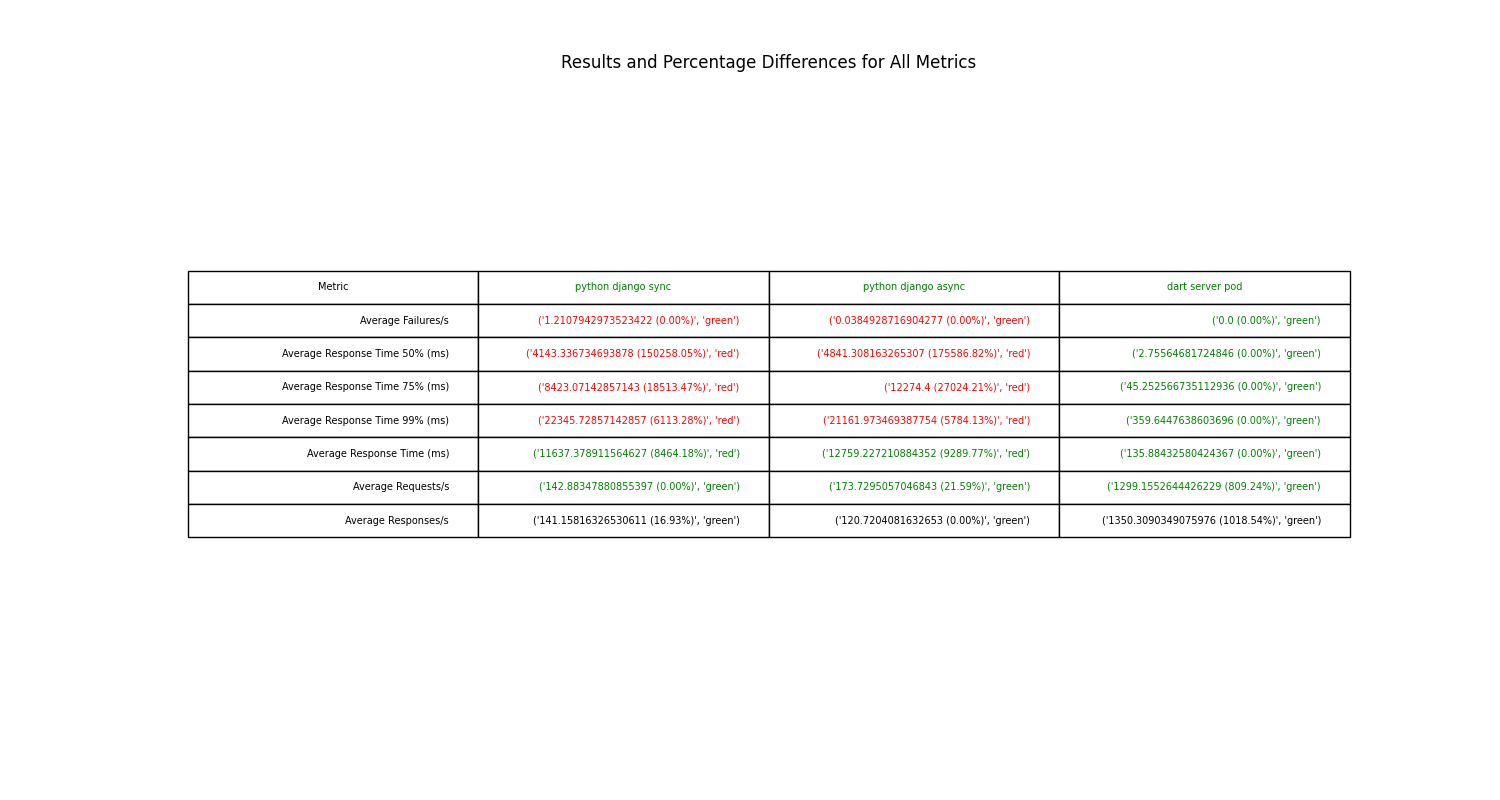 Results and Percentage Differences for All Metrics
Metric python django sync python django async dart server pod
Average Failures/s ('1.2107942973523422 (0.00%)', 'green') ('0.0384928716904277 (0.00%)', 'green') ('0.0 (0.00%)', 'green')
Average Response Time 50% (ms) ('4143.336734693878 (150258.05%)', 'red') ('4841.308163265307 (175586.82%)', 'red') ('2.75564681724846 (0.00%)', 'green')
Average Response Time 75% (ms) ('8423.07142857143 (18513.47%)', 'red') ('12274.4 (27024.21%)', 'red') ('45.252566735112936 (0.00%)', 'green')
Average Response Time 99% (ms) ('22345.72857142857 (6113.28%)', 'red') ('21161.973469387754 (5784.13%)', 'red') ('359.6447638603696 (0.00%)', 'green')
Average Response Time (ms) ('11637.378911564627 (8464.18%)', 'red') ('12759.227210884352 (9289.77%)', 'red') ('135.88432580424367 (0.00%)', 'green')
Average Requests/s ('142.88347880855397 (0.00%)', 'green') ('173.7295057046843 (21.59%)', 'green') ('1299.1552644426229 (809.24%)', 'green')
Average Responses/s ('141.15816326530611 (16.93%)', 'green') ('120.7204081632653 (0.00%)', 'green') ('1350.3090349075976 (1018.54%)', 'green')